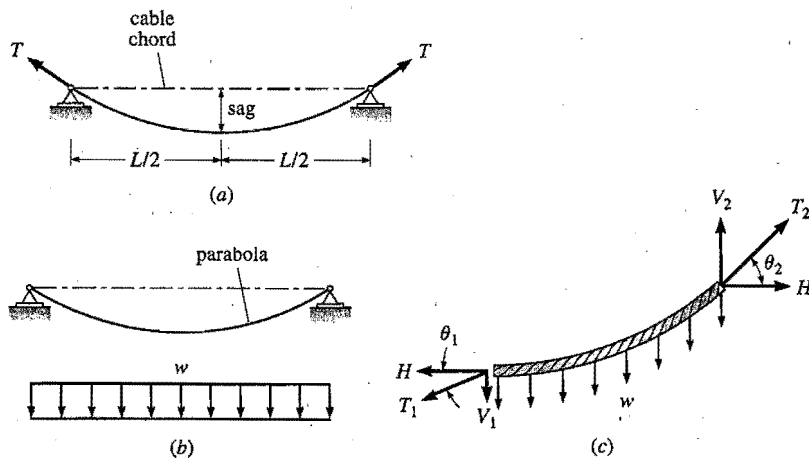 cable
chord
T
T
sag
L/2
L/2
(a)
parabola
w
(b)
V₂
T₂
θ₂
H
θ₁
H
T₁
V₁
w
(c)